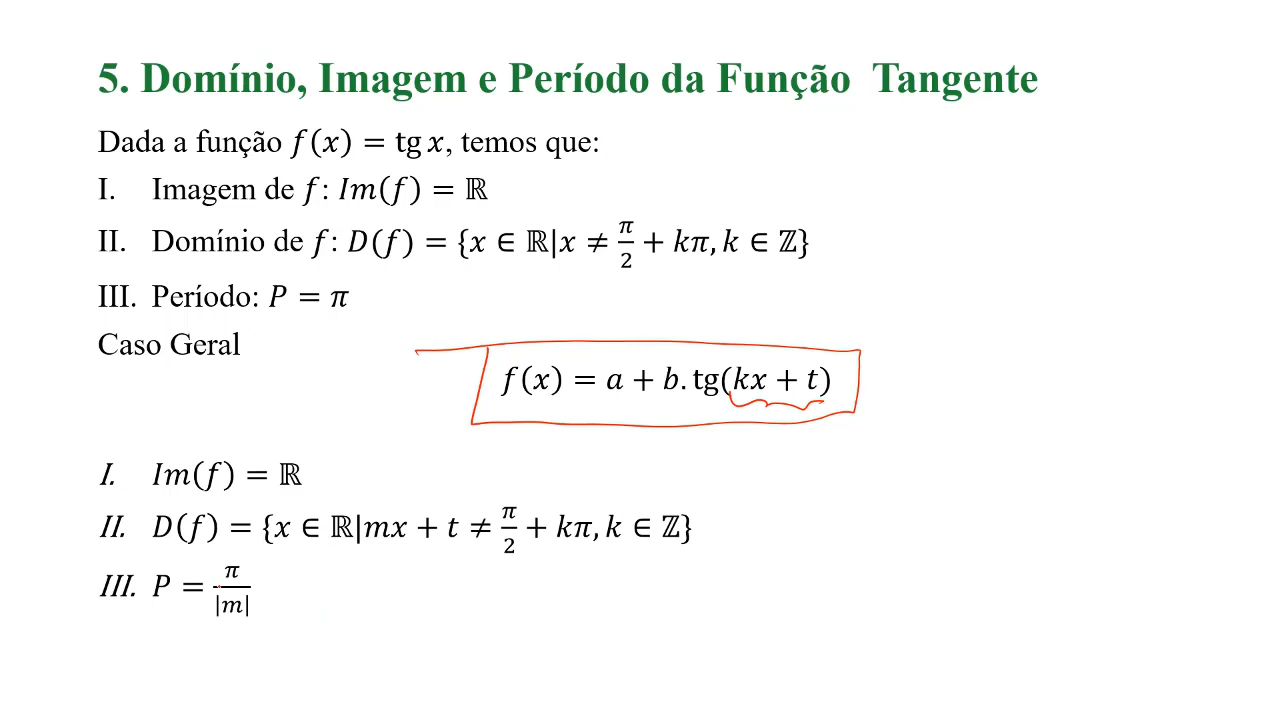 5. Domínio, Imagem e Período da Função Tangente
Dada a função f(x) = tg x, temos que:
I. Imagem de f: Im(f) = ℝ
II. Domínio de f: D(f) = {x ∈ ℝ|x ≠ π/2 + kπ, k ∈ ℤ}
III. Período: P = π
Caso Geral
f(x) = a + b. tg(kx + t)
I. Im(f) = ℝ
II. D(f) = {x ∈ ℝ|mx + t ≠ π/2 + kπ, k ∈ ℤ}
III. P = π/|m|